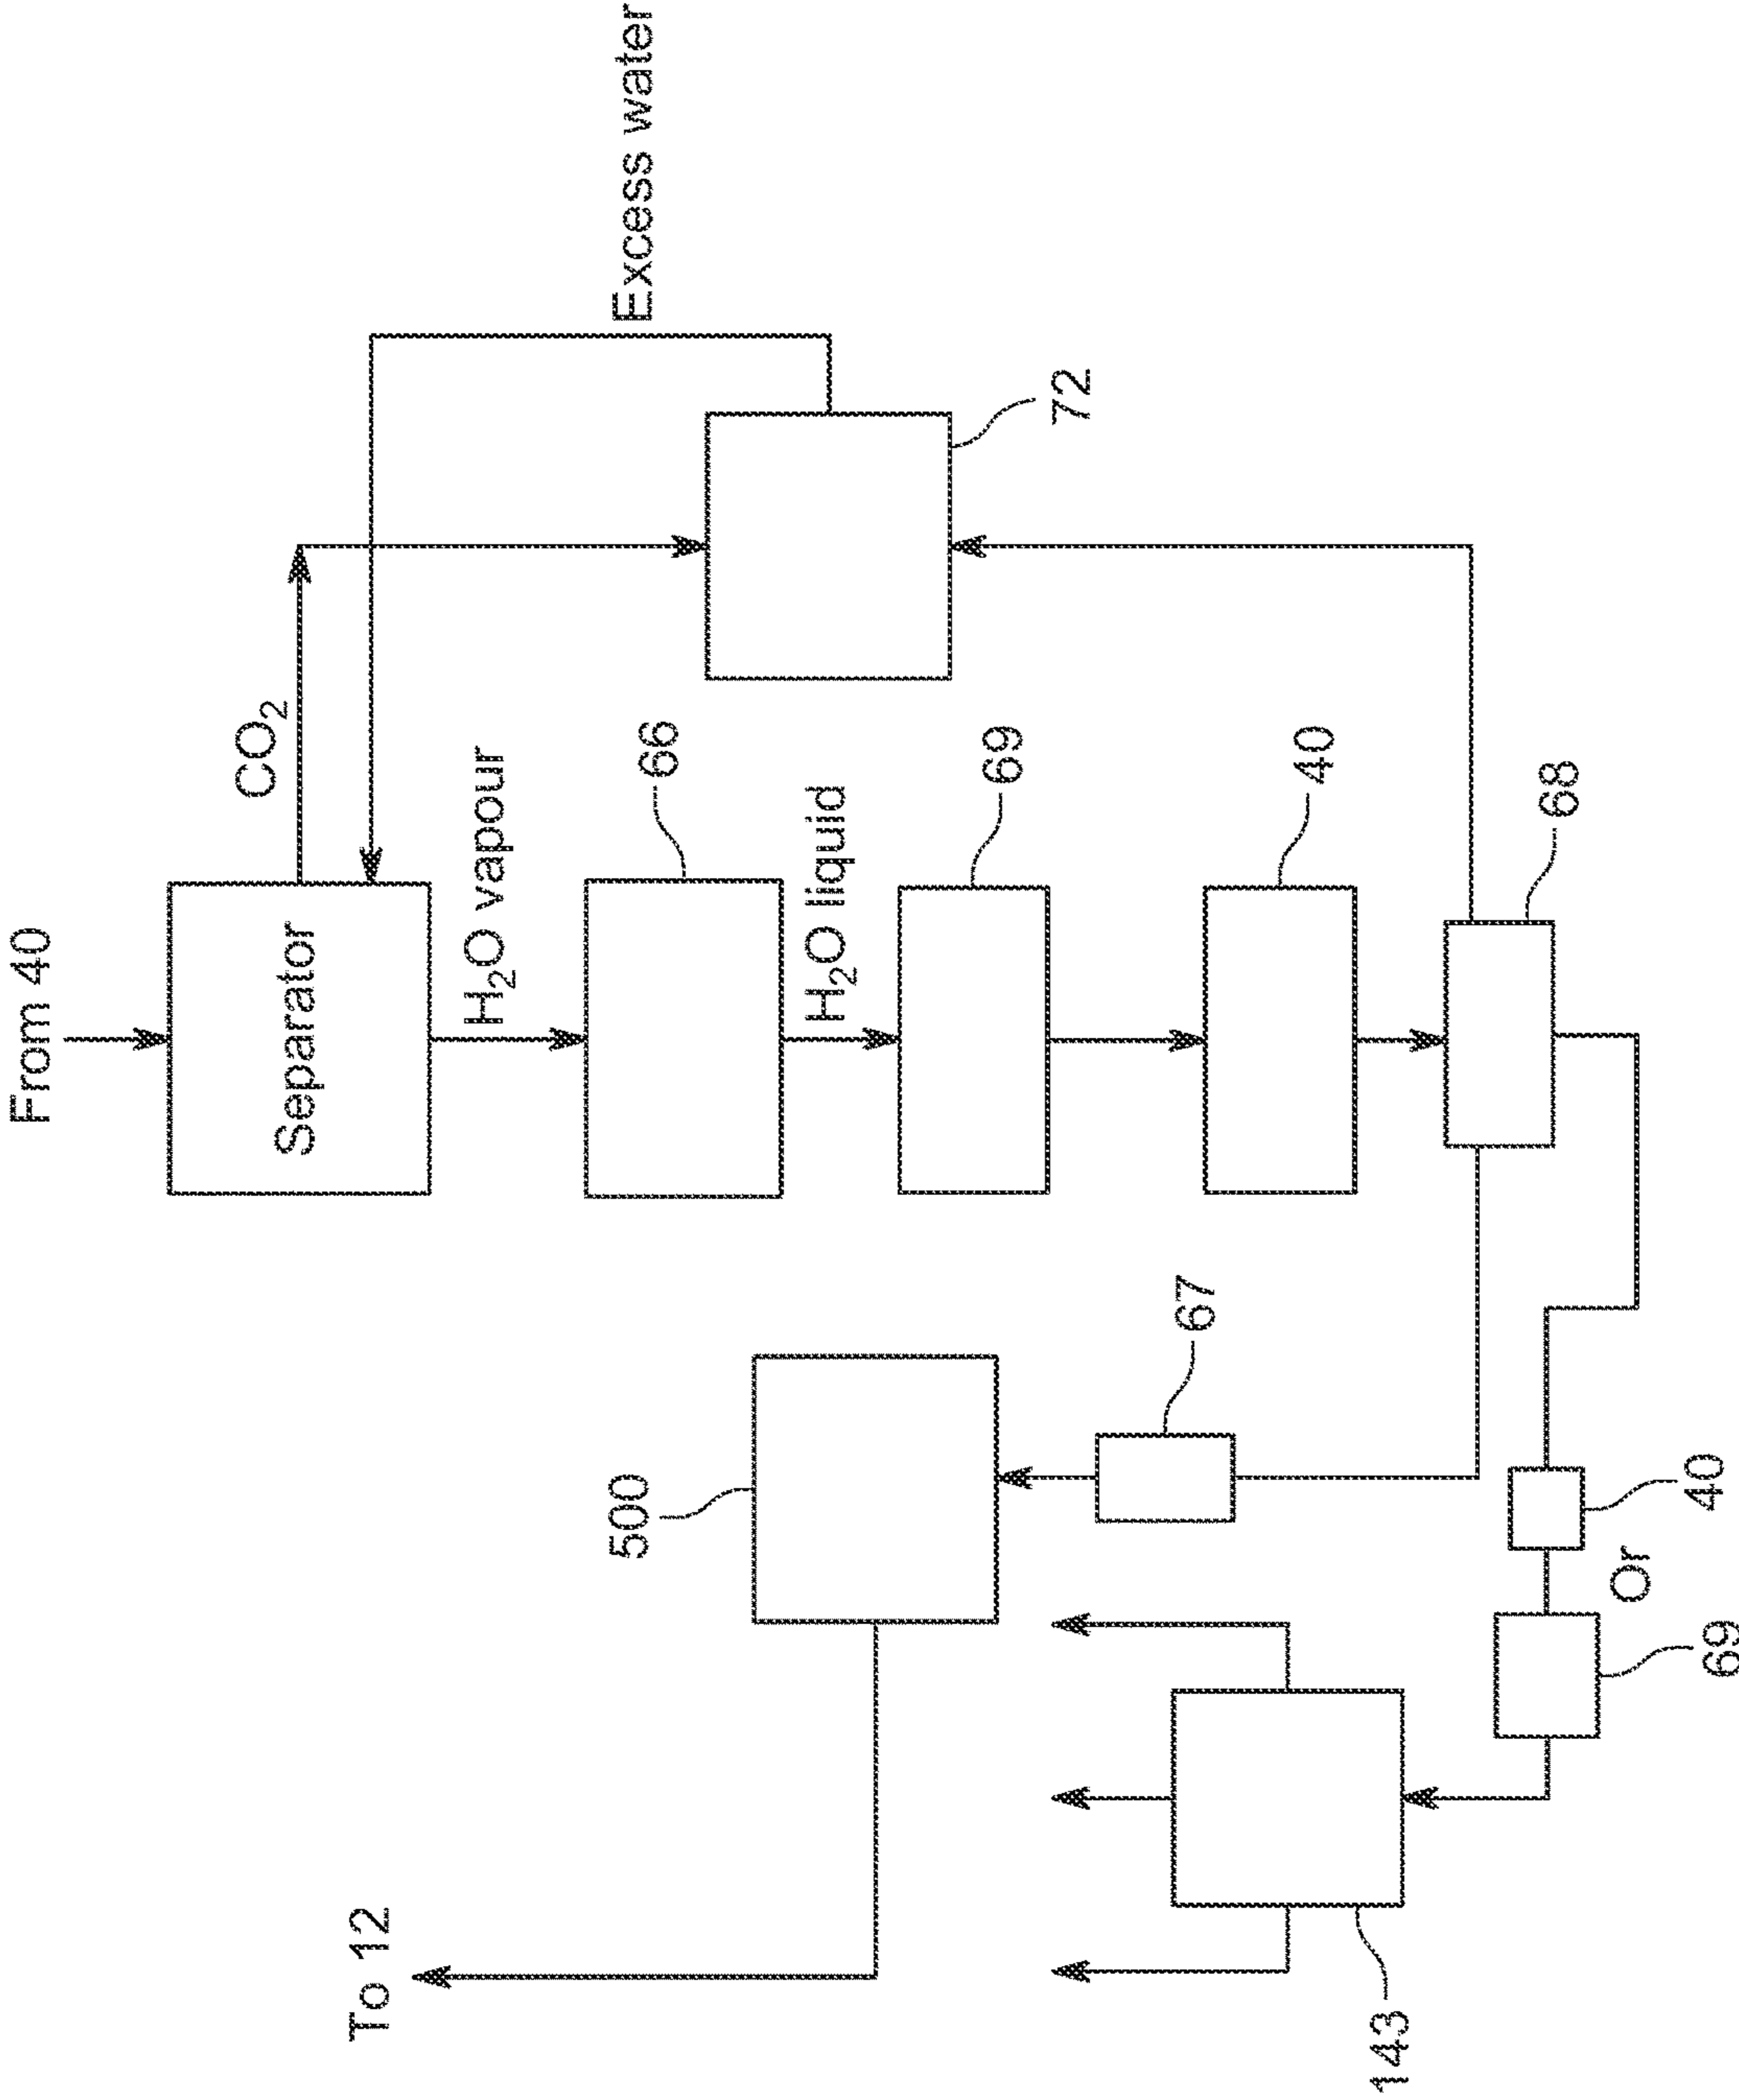 From 40
Separator
CO₂
Excess water
H₂O vapour
66
H₂O liquid
69
40
68
72
67
500
To 12
40
Or
69
143